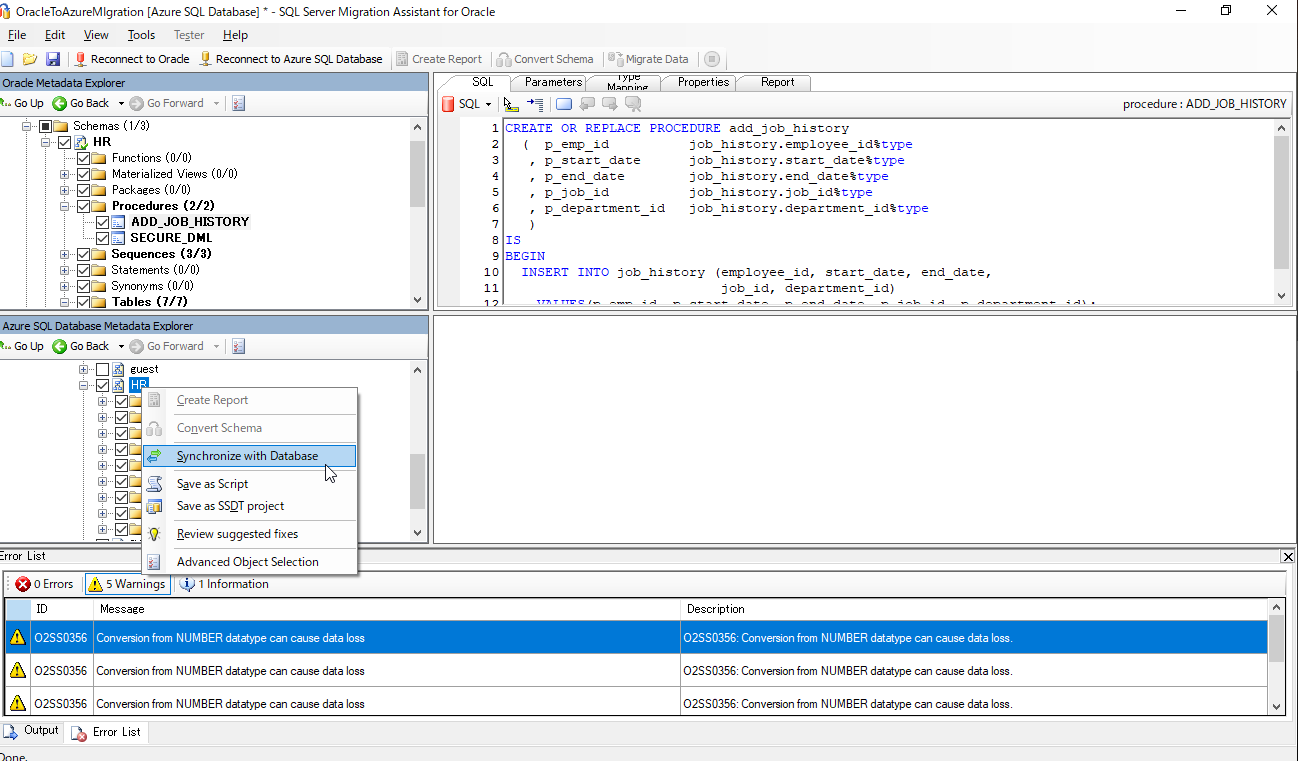 OracleToAzureMIgration [Azure SQL Database] * - SQL Server Migration Assistant for Oracle
File Edit View Tools Tester Help
Reconnect to Oracle Reconnect to Azure SQL Database Create Report Convert Schema Migrate Data
Oracle Metadata Explorer
Go Up Go Back Go Forward
Schemas (1/3)
HR
Functions (0/0)
Materialized Views (0/0)
Packages (0/0)
Procedures (2/2)
ADD_JOB_HISTORY
SECURE_DML
Sequences (3/3)
Statements (0/0)
Synonyms (0/0)
Tables (7/7)
SQL Parameters Type Mapping Properties Report
SQL procedure : ADD_JOB_HISTORY
1 CREATE OR REPLACE PROCEDURE add_job_history
2 ( p_emp_id job_history.employee_id%type
3 , p_start_date job_history.start_date%type
4 , p_end_date job_history.end_date%type
5 , p_job_id job_history.job_id%type
6 , p_department_id job_history.department_id%type
7 )
8 IS
9 BEGIN
10 INSERT INTO job_history (employee_id, start_date, end_date,
11 job_id, department_id)
12 VALUES(p_emp_id, p_start_date, p_end_date, p_job_id, p_department_id);
Azure SQL Database Metadata Explorer
Go Up Go Back Go Forward
guest
HR
Create Report
Convert Schema
Synchronize with Database
Save as Script
Save as SSDT project
Review suggested fixes
Advanced Object Selection
Error List
0 Errors 5 Warnings 1 Information
ID Message Description
O2SS0356 Conversion from NUMBER datatype can cause data loss O2SS0356: Conversion from NUMBER datatype can cause data loss.
O2SS0356 Conversion from NUMBER datatype can cause data loss O2SS0356: Conversion from NUMBER datatype can cause data loss.
O2SS0356 Conversion from NUMBER datatype can cause data loss O2SS0356: Conversion from NUMBER datatype can cause data loss.
Output Error List
Done.